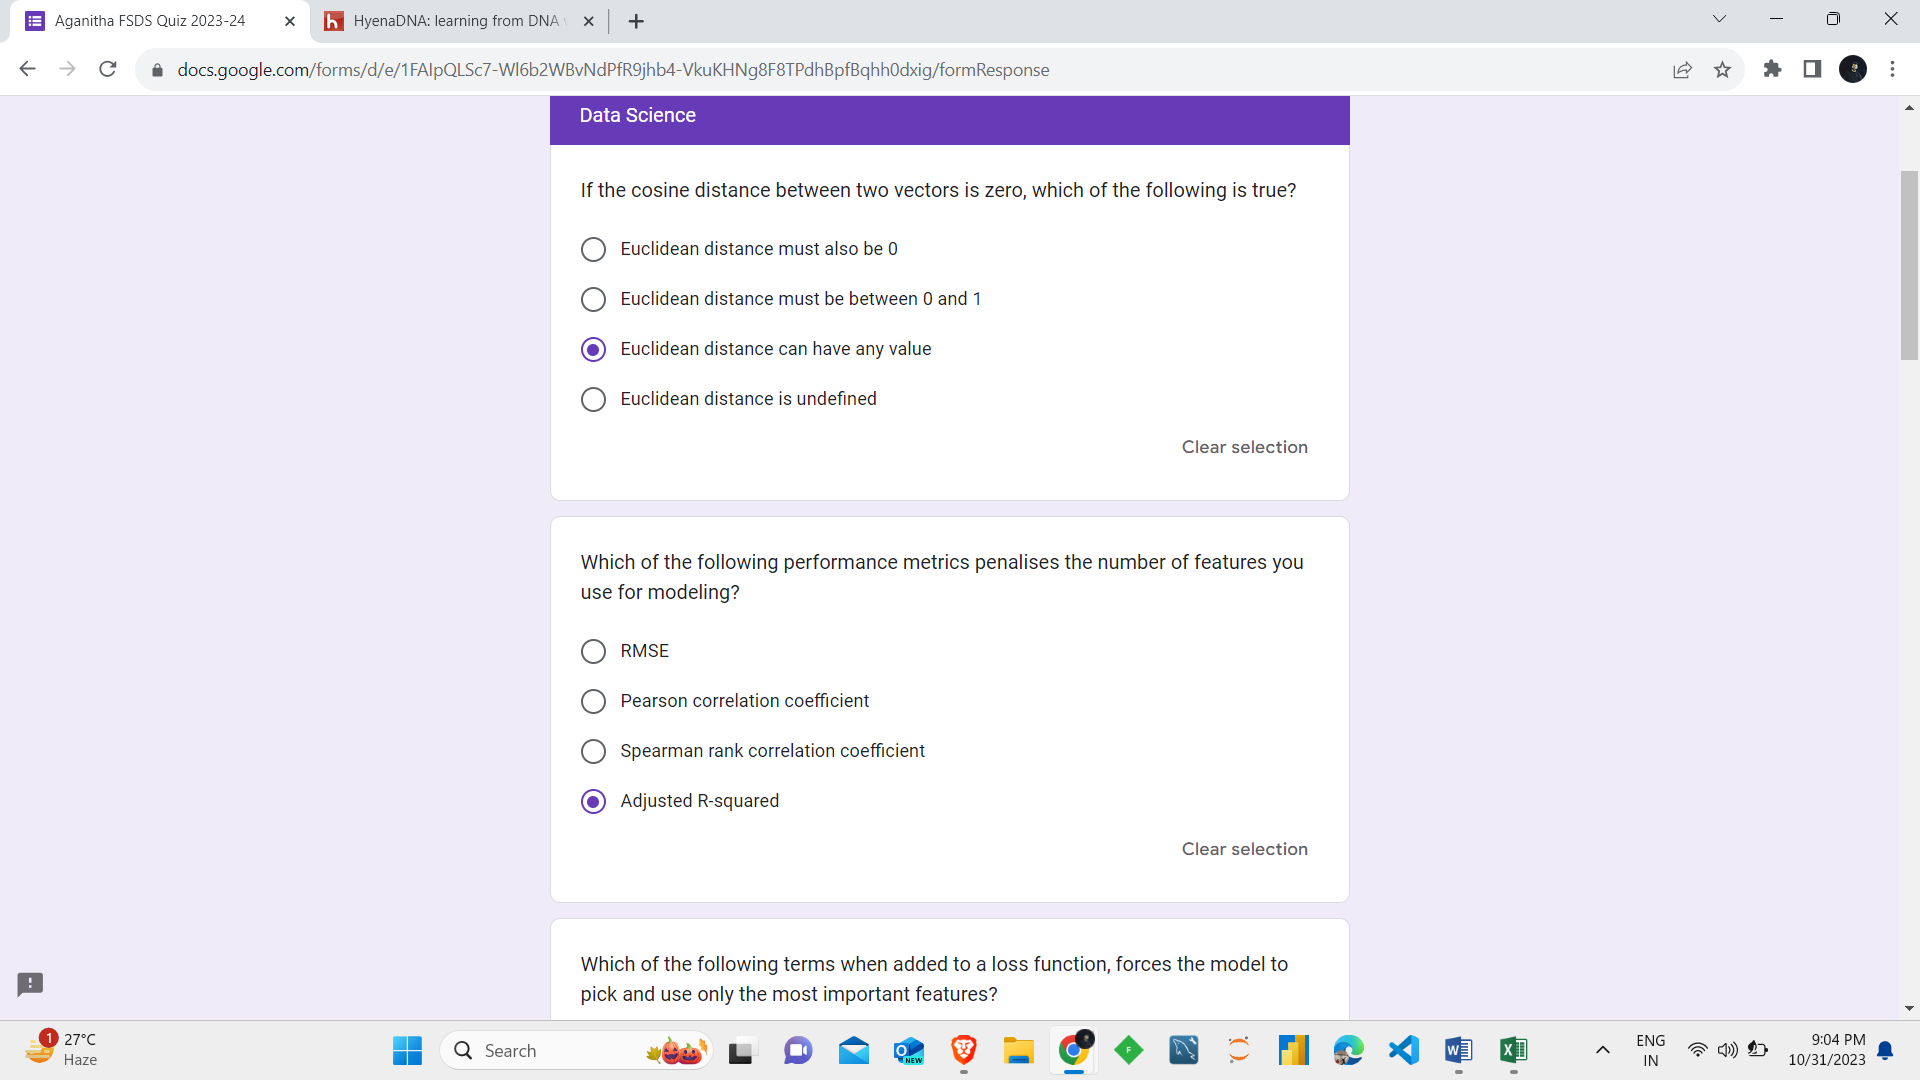 Aganitha FSDS Quiz 2023-24
HyenaDNA: learning from DNA
docs.google.com/forms/d/e/1FAIpQLSc7-Wl6b2WBvNdPfR9jhb4-VkuKHNg8F8TPdhBpfBqhh0dxig/formResponse
Data Science
If the cosine distance between two vectors is zero, which of the following is true?
Euclidean distance must also be 0
Euclidean distance must be between 0 and 1
Euclidean distance can have any value
Euclidean distance is undefined
Clear selection
Which of the following performance metrics penalises the number of features you
use for modeling?
RMSE
Pearson correlation coefficient
Spearman rank correlation coefficient
Adjusted R-squared
Clear selection
Which of the following terms when added to a loss function, forces the model to
pick and use only the most important features?
1
27°C
Haze
Search
NEW
ENG
IN
9:04 PM
10/31/2023